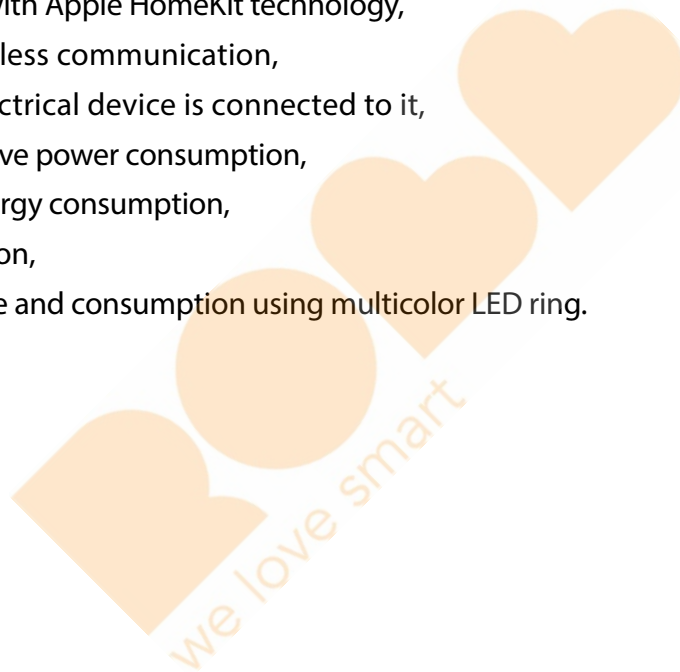 with Apple HomeKit technology,
less communication,
ctrical device is connected to it,
ve power consumption,
rgy consumption,
on,
e and consumption using multicolor LED ring.
we love smart